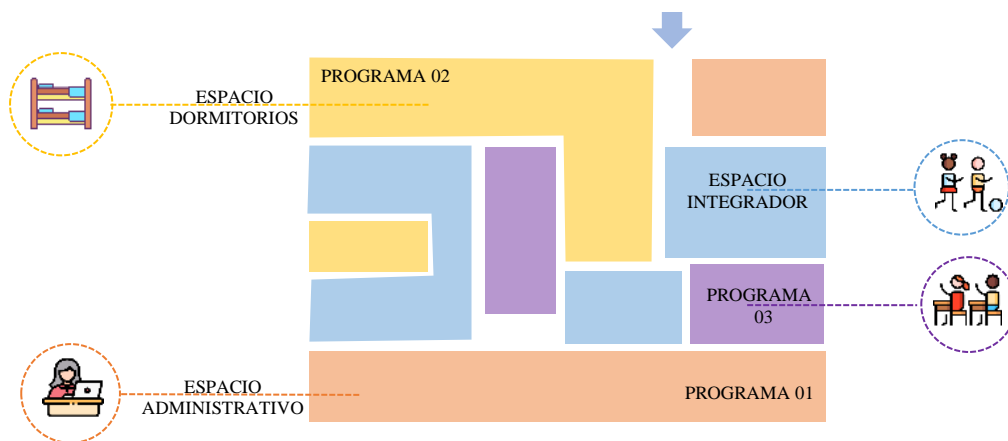 PROGRAMA 02
ESPACIO
DORMITORIOS
ESPACIO
INTEGRADOR
PROGRAMA
03
ESPACIO
ADMINISTRATIVO
PROGRAMA 01